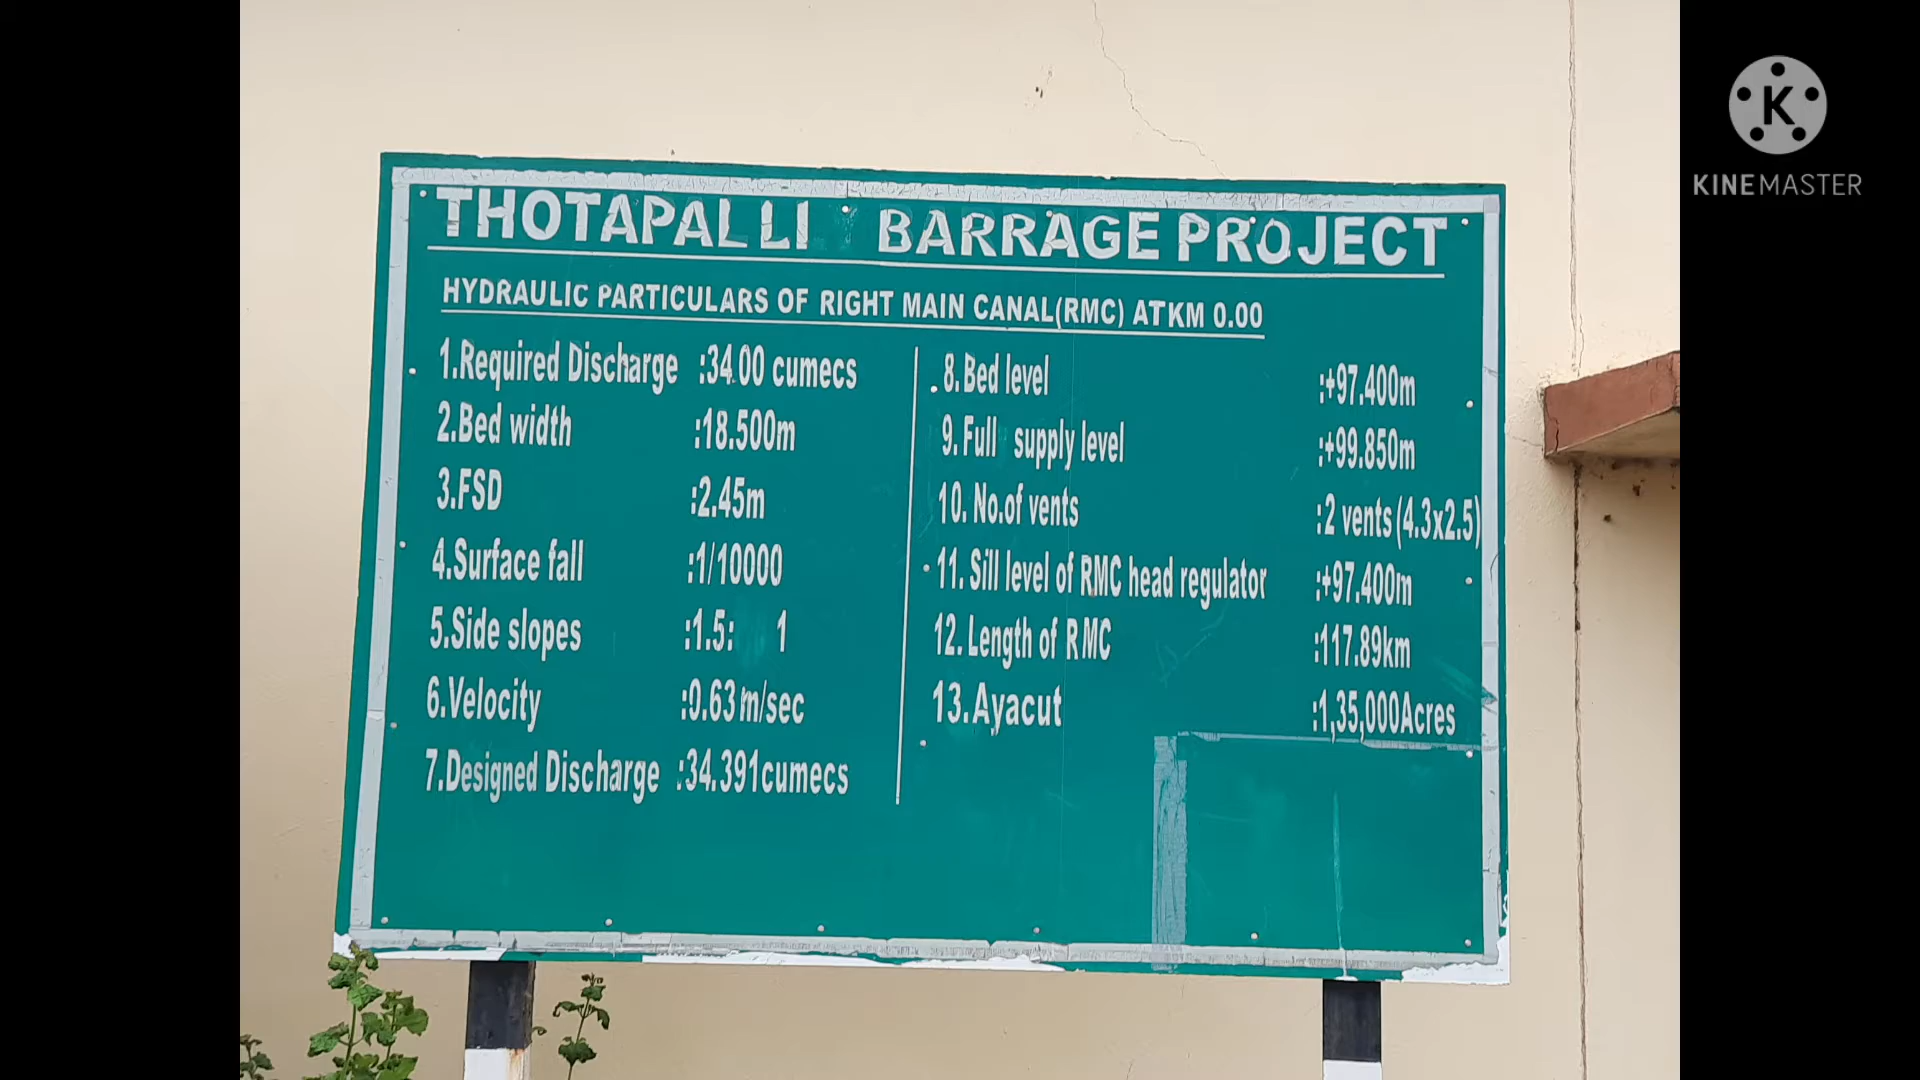 THOTAPALLI BARRAGE PROJECT
HYDRAULIC PARTICULARS OF RIGHT MAIN CANAL(RMC) AT KM 0.00
1.Required Discharge :34.00 cumecs
2.Bed width :18.500m
3.FSD :2.45m
4.Surface fall :1/10000
5.Side slopes :1.5: 1
6.Velocity :0.63m/sec
7.Designed Discharge :34.391cumecs
8.Bed level :+97.400m
9.Full supply level :+99.850m
10. No.of vents :2 vents(4.3x2.5)
11. Sill level of RMC head regulator :+97.400m
12. Length of RMC :117.89km
13.Ayacut :1,35,000Acres
K
KINEMASTER